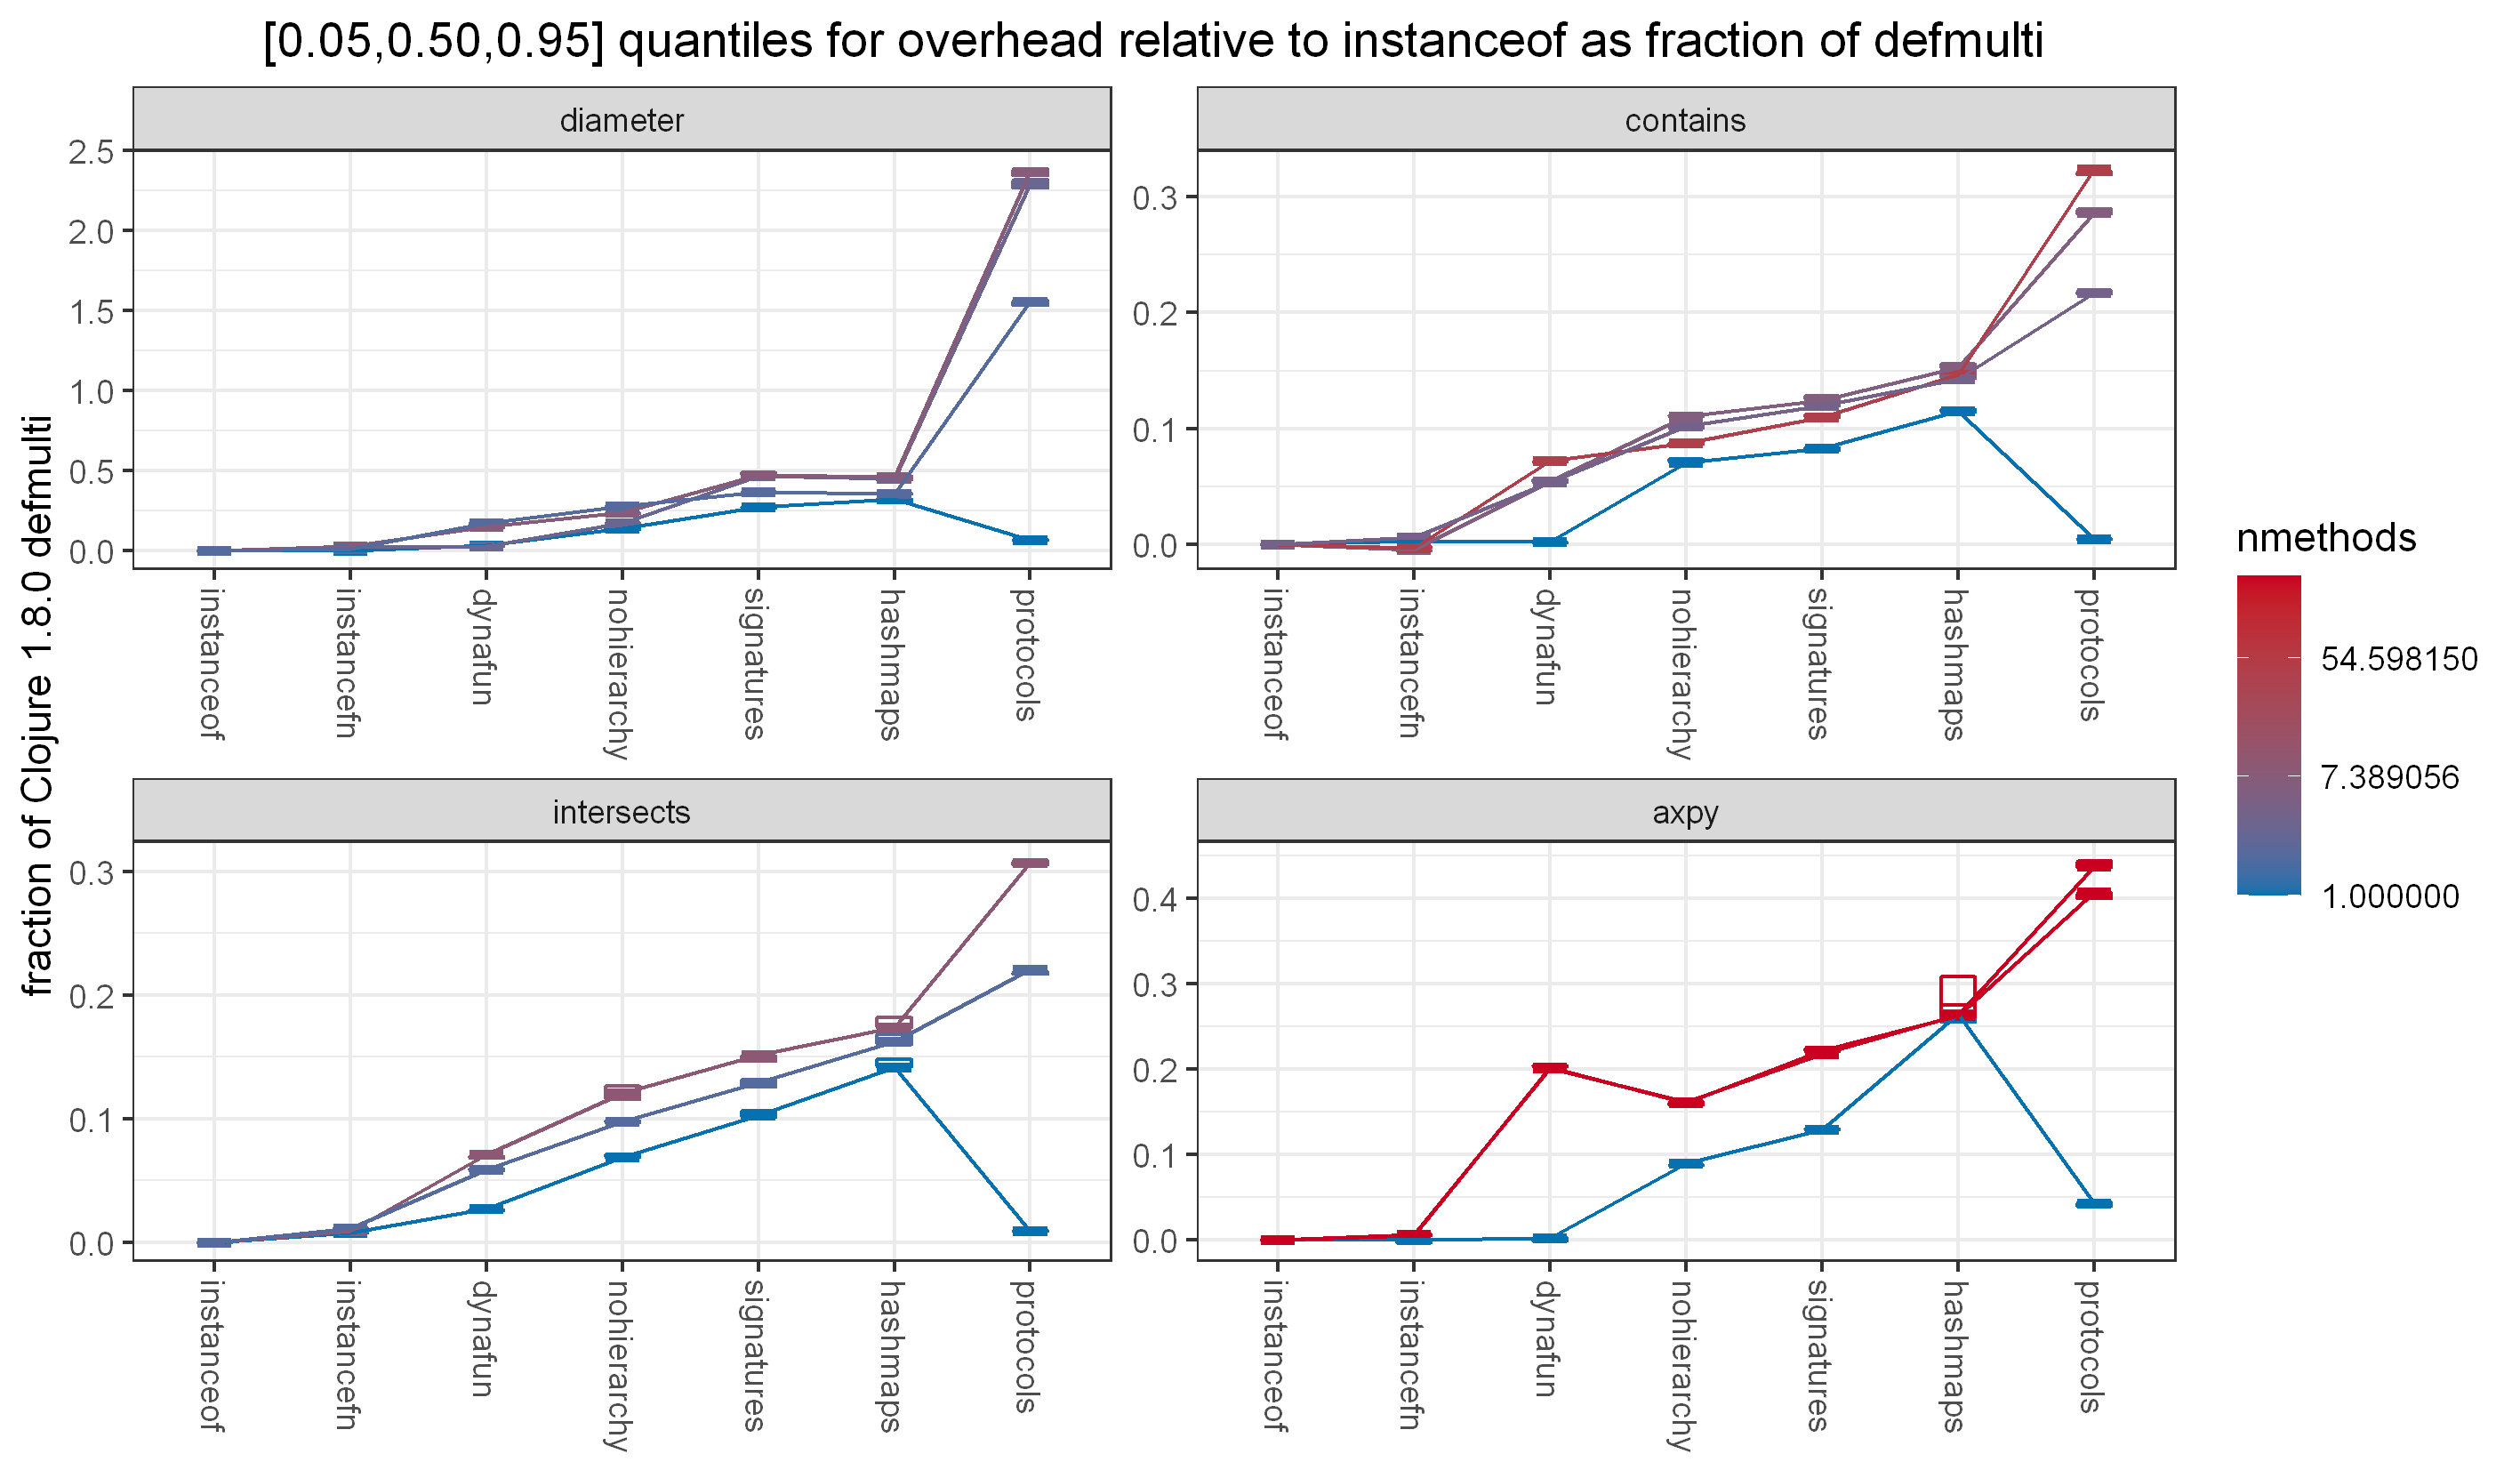 [0.05,0.50,0.95] quantiles for overhead relative to instanceof as fraction of defmulti
fraction of Clojure 1.8.0 defmulti
diameter
2.5
2.0
1.5
1.0
0.5
0.0
instanceof
instancefn
dynafun
nohierarchy
signatures
hashmaps
protocols
contains
0.3
0.2
0.1
0.0
instanceof
instancefn
dynafun
nohierarchy
signatures
hashmaps
protocols
intersects
0.3
0.2
0.1
0.0
instanceof
instancefn
dynafun
nohierarchy
signatures
hashmaps
protocols
axpy
0.4
0.3
0.2
0.1
0.0
instanceof
instancefn
dynafun
nohierarchy
signatures
hashmaps
protocols
nmethods
54.598150
7.389056
1.000000